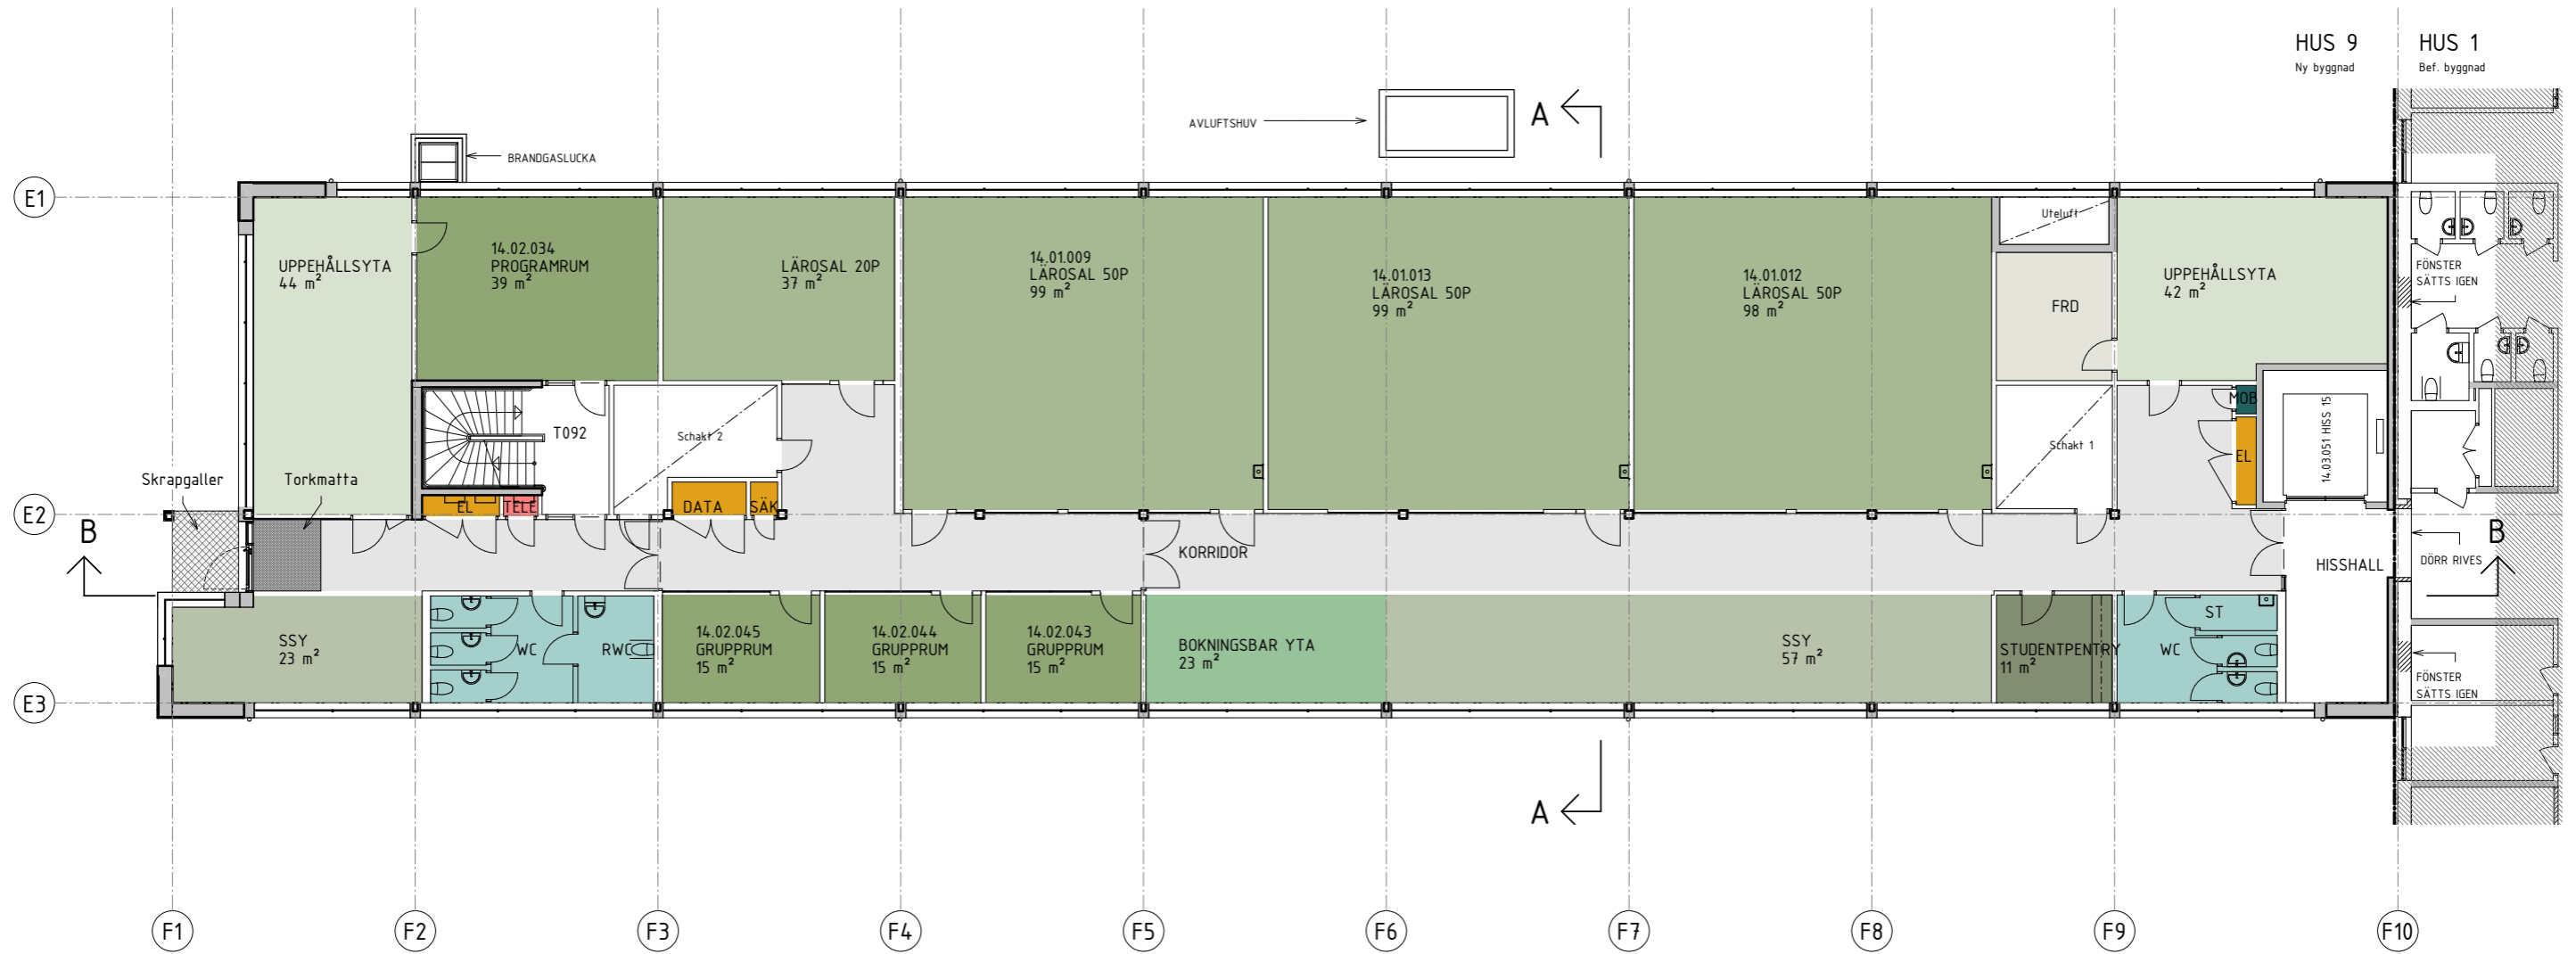 HUS 9
Ny byggnad
HUS 1
Bef. byggnad
AVLUFTSHUV
A
BRANDGASLUCKA
E1
UPPEHÅLLSYTA
44 m²
14.02.034
PROGRAMRUM
39 m²
LÄROSAL 20P
37 m²
14.01.009
LÄROSAL 50P
99 m²
14.01.013
LÄROSAL 50P
99 m²
14.01.012
LÄROSAL 50P
98 m²
Uteluft
FRD
UPPEHÅLLSYTA
42 m²
FÖNSTER
SÄTTS IGEN
T092
Schakt 2
Schakt 1
MOB
EL
14.03.051 HISS 15
Skrapgaller
Torkmatta
EL
TELE
DATA
SÄK
E2
B
KORRIDOR
HISSHALL
DÖRR RIVES
B
SSY
23 m²
WC
RWC
14.02.045
GRUPPRUM
15 m²
14.02.044
GRUPPRUM
15 m²
14.02.043
GRUPPRUM
15 m²
BOKNINGSBAR YTA
23 m²
SSY
57 m²
STUDENTPENTRY
11 m²
WC
ST
FÖNSTER
SÄTTS IGEN
E3
A
F1
F2
F3
F4
F5
F6
F7
F8
F9
F10